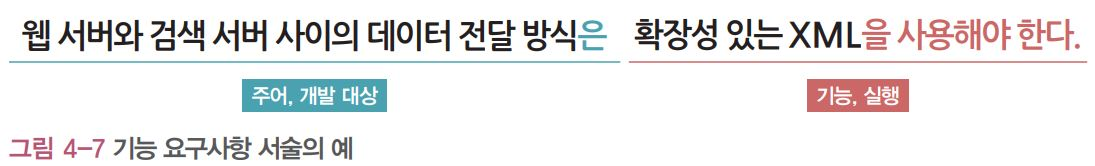 웹 서버와 검색 서버 사이의 데이터 전달 방식은 확장성 있는 XML을 사용해야 한다.
주어, 개발 대상 기능, 실행
그림 4-7 기능 요구사항 서술의 예